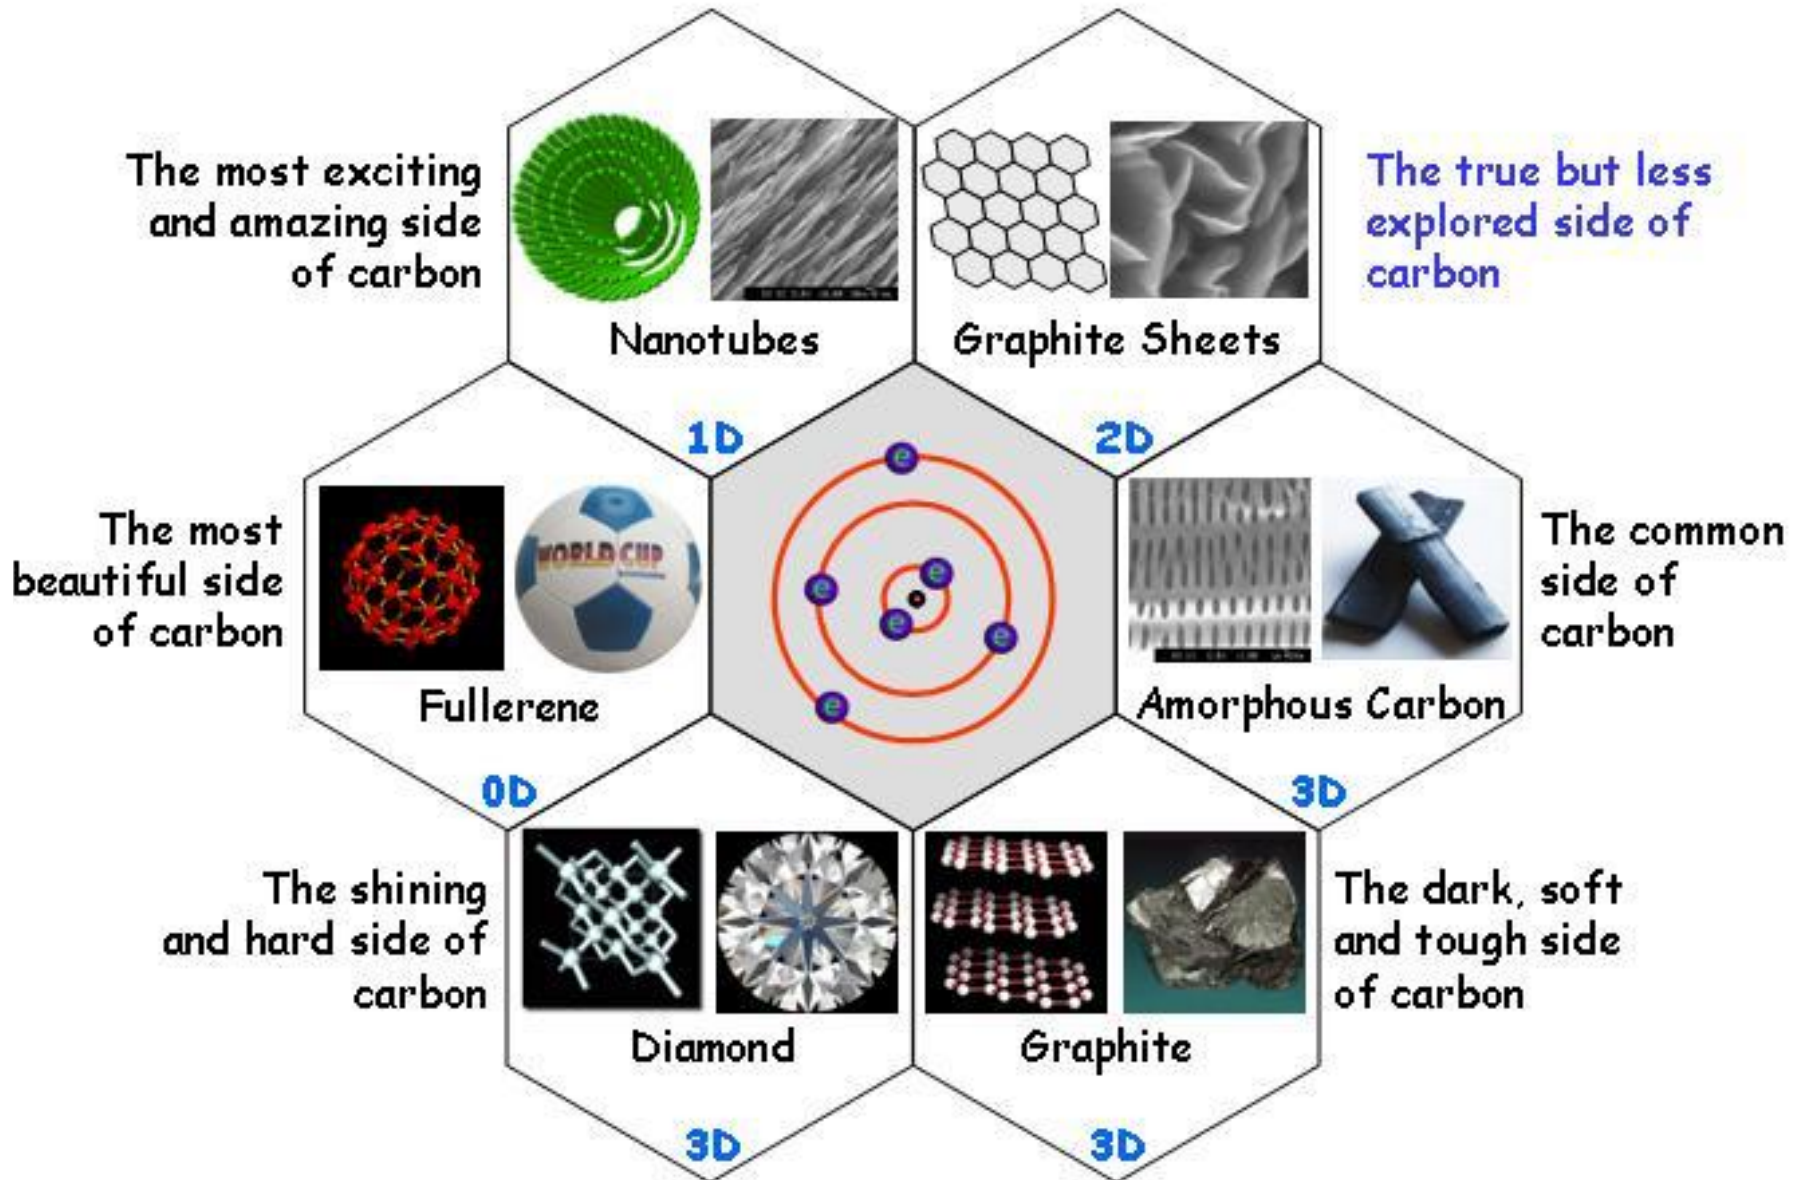 The most exciting
and amazing side
of carbon
Nanotubes
1D
Graphite Sheets
2D
The true but less
explored side of
carbon
The most
beautiful side
of carbon
WORLD CUP
Fullerene
0D
e
e
e
e
e
e
Amorphous Carbon
3D
The common
side of
carbon
The shining
and hard side of
carbon
Diamond
3D
Graphite
3D
The dark, soft
and tough side
of carbon